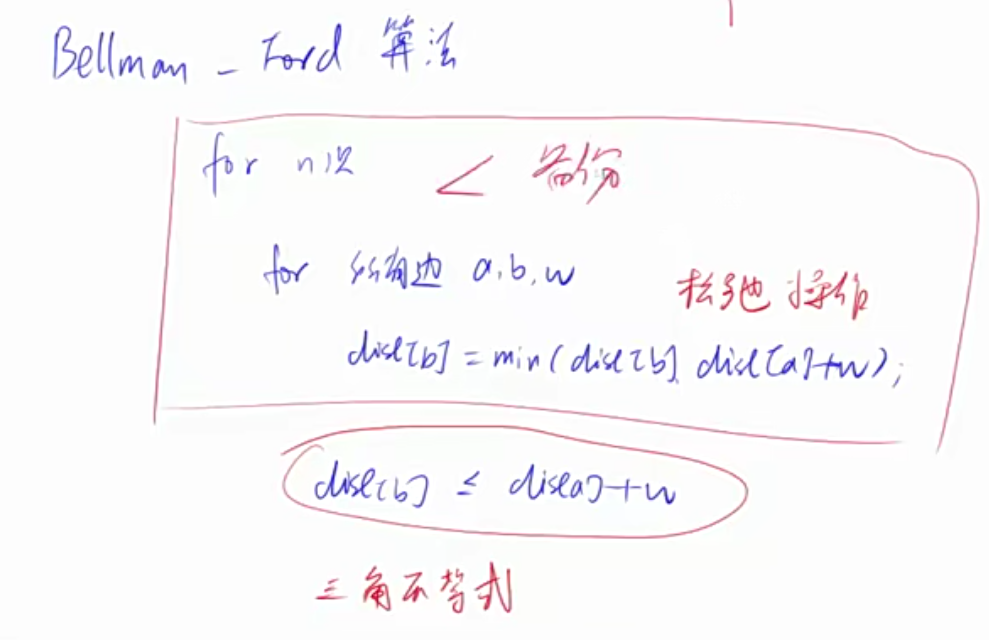 Bellman - Ford 算法
for n次 < 备份
for 所有边 a,b,w
松弛操作
dist[b] = min(dist[b], dist[a]+w);
dist[b] ≤ dist[a]+w
三角不等式